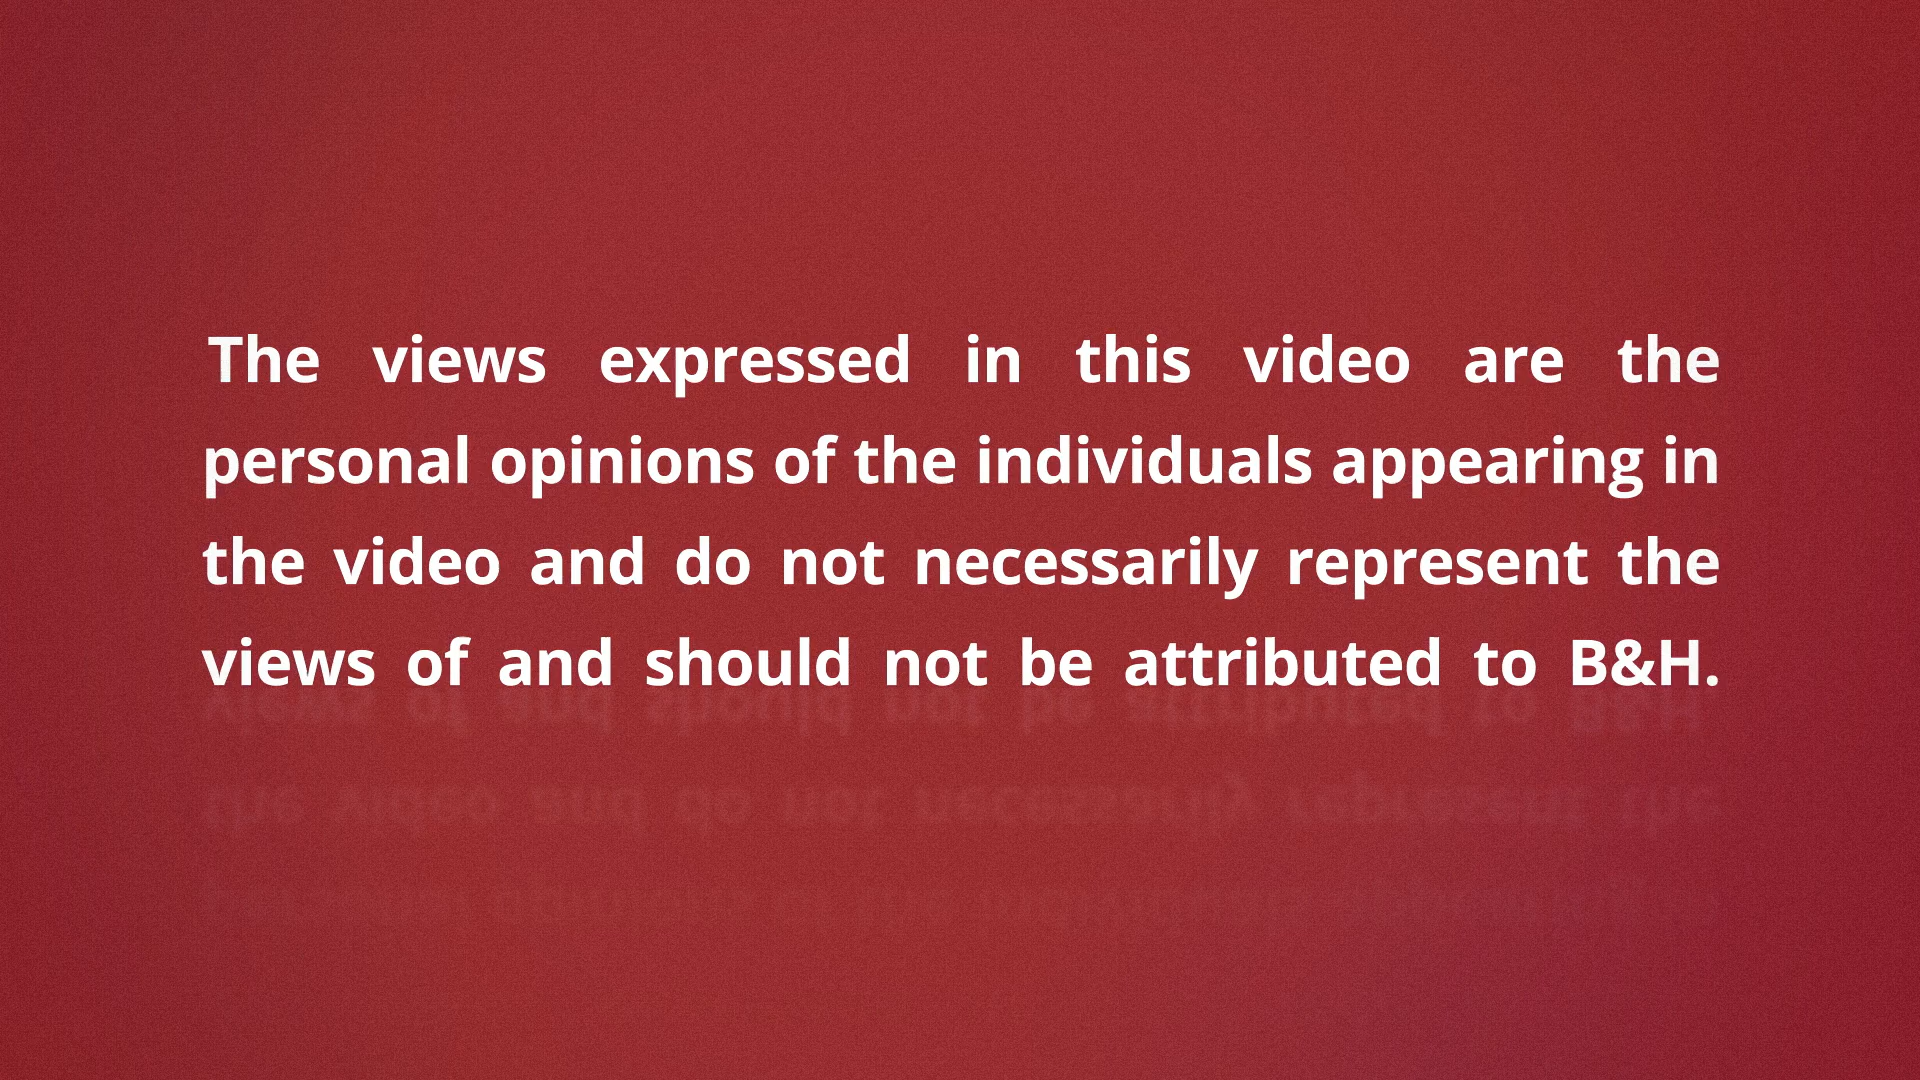 The views expressed in this video are the
personal opinions of the individuals appearing in
the video and do not necessarily represent the
views of and should not be attributed to B&H.